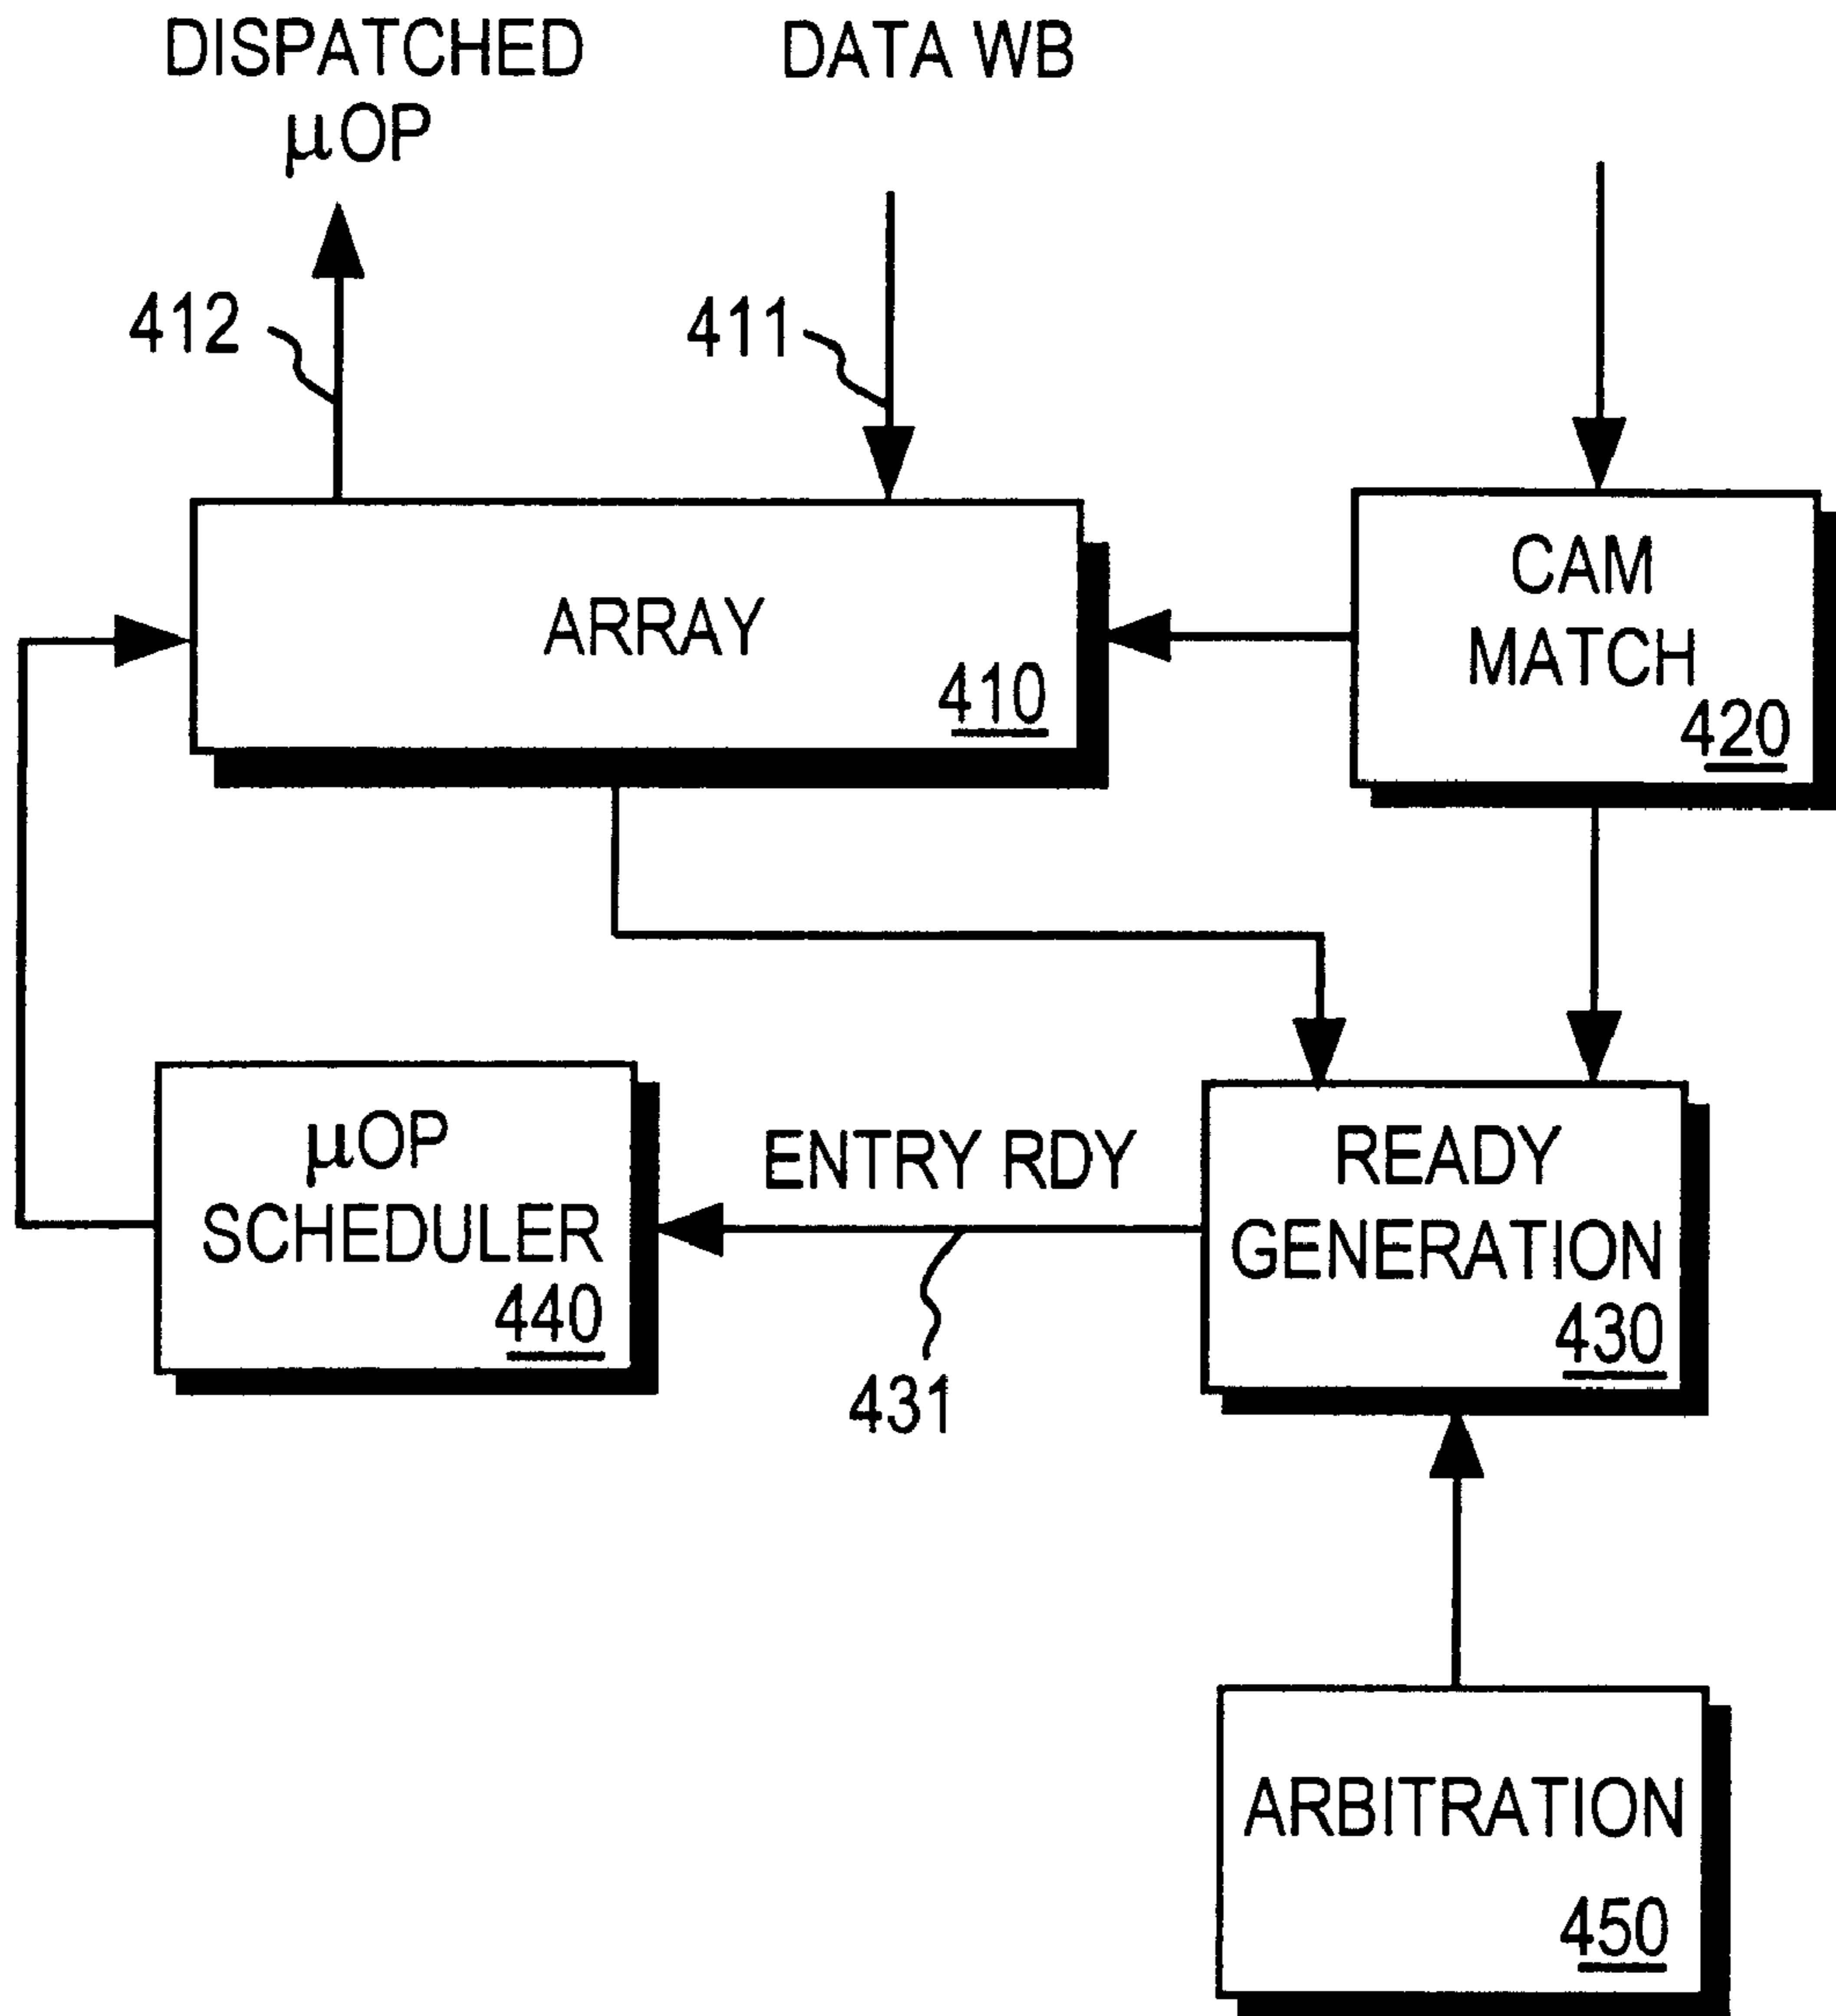 DISPATCHED
μOP
DATA WB
412
411
ARRAY
410
CAM
MATCH
420
μOP
SCHEDULER
440
ENTRY RDY
431
READY
GENERATION
430
ARBITRATION
450